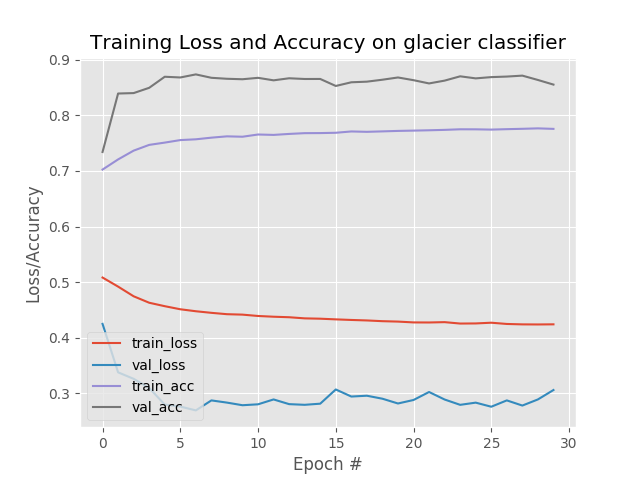 Training Loss and Accuracy on glacier classifier
0.9
0.8
0.7
0.6
0.5
0.4
0.3
Loss/Accuracy
train_loss
val_loss
train_acc
val_acc
0 5 10 15 20 25 30
Epoch #